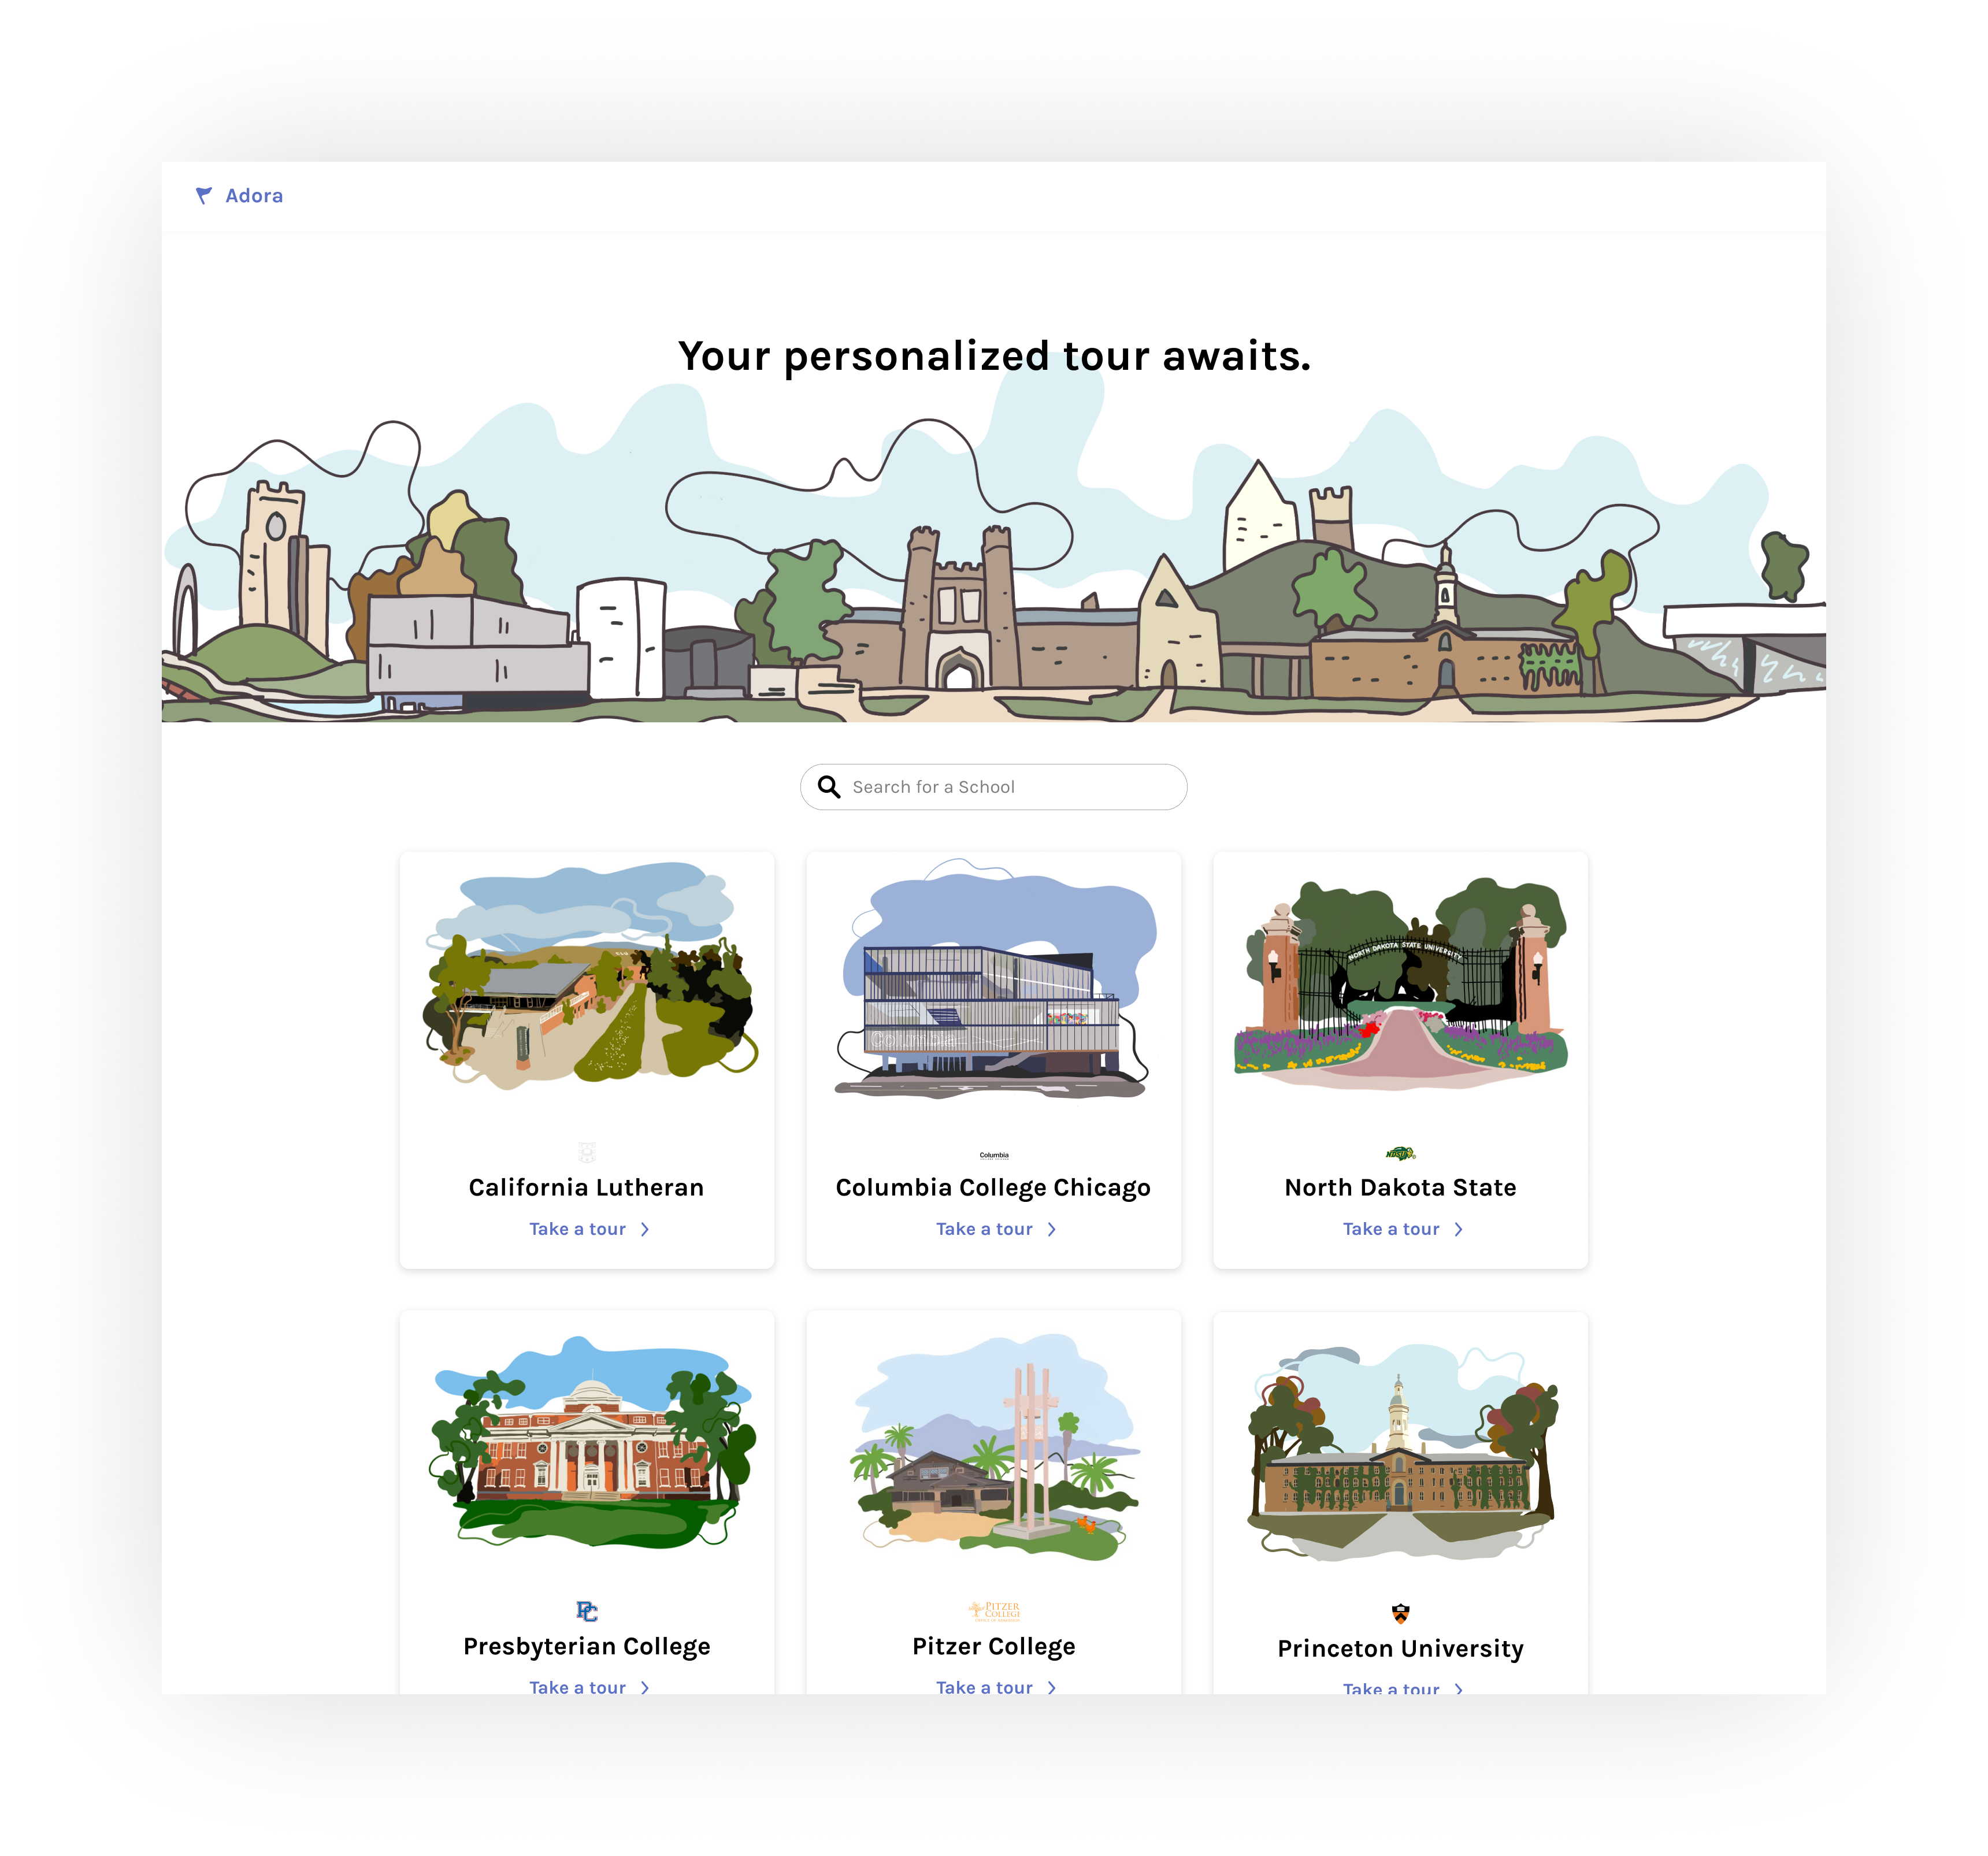 Adora
Your personalized tour awaits.
Search for a School
NORTH DAKOTA STATE UNIVERSITY
Columbia
NDSU
California Lutheran
Columbia College Chicago
North Dakota State
Take a tour
Take a tour
Take a tour
PC
PITZER
COLLEGE
Presbyterian College
Pitzer College
Princeton University
Take a tour
Take a tour
Take a tour